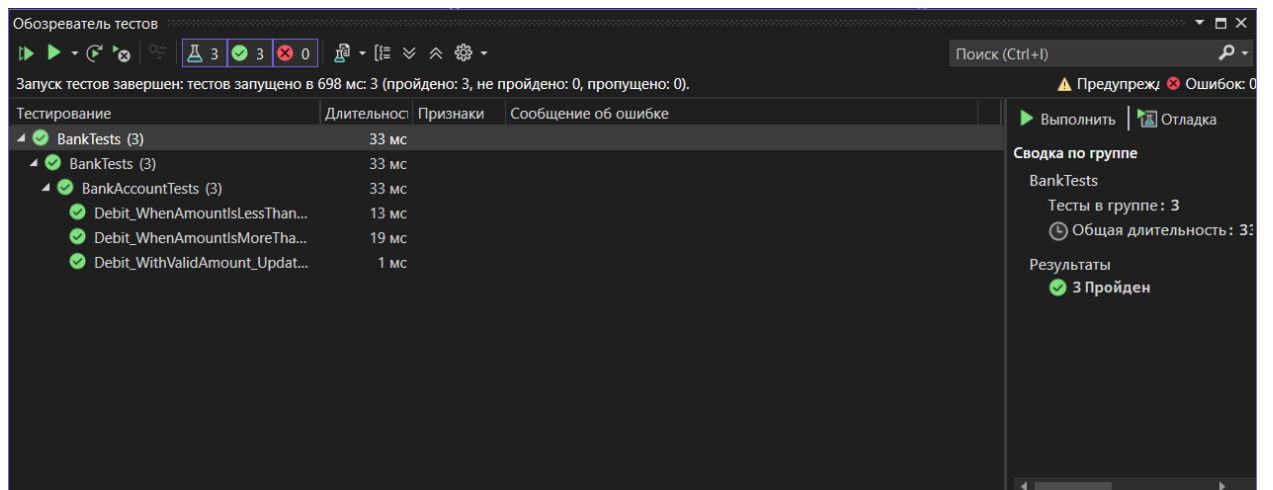 Обозреватель тестов
3 3 0
Поиск (Ctrl+I)
Запуск тестов завершен: тестов запущено в 698 мс: 3 (пройдено: 3, не пройдено: 0, пропущено: 0).
Предупреж
Ошибок: 0
Тестирование Длительност Признаки Сообщение об ошибке
BankTests (3) 33 мс
BankTests (3) 33 мс
BankAccountTests (3) 33 мс
Debit_WhenAmountIsLessThan... 13 мс
Debit_WhenAmountIsMoreTha... 19 мс
Debit_WithValidAmount_Updat... 1 мс
Выполнить Отладка
Сводка по группе
BankTests
Тесты в группе: 3
Общая длительность: 33
Результаты
3 Пройден